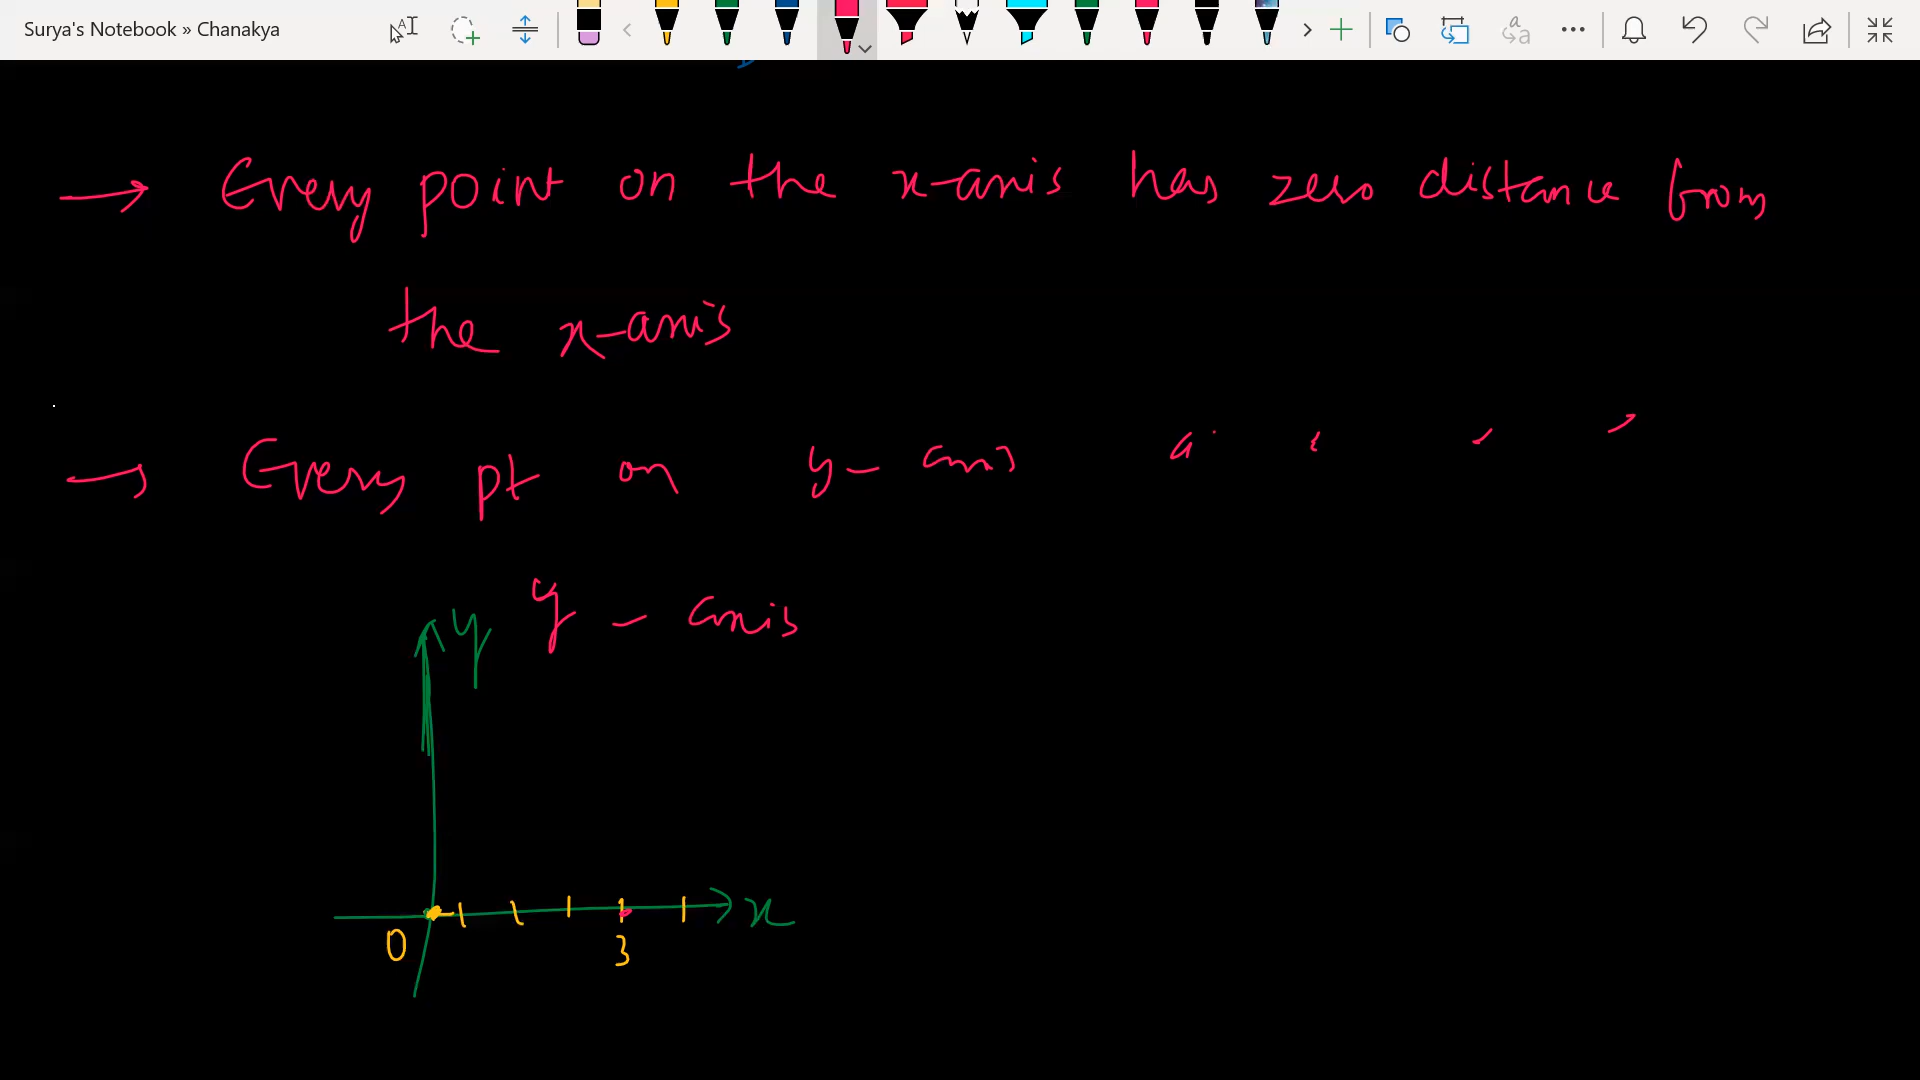 Surya's Notebook » Chanakya
→ Every point on the x-axis has zero distance from
the x-axis
→ Every pt on y-axis
y-axis
y
x
0
3